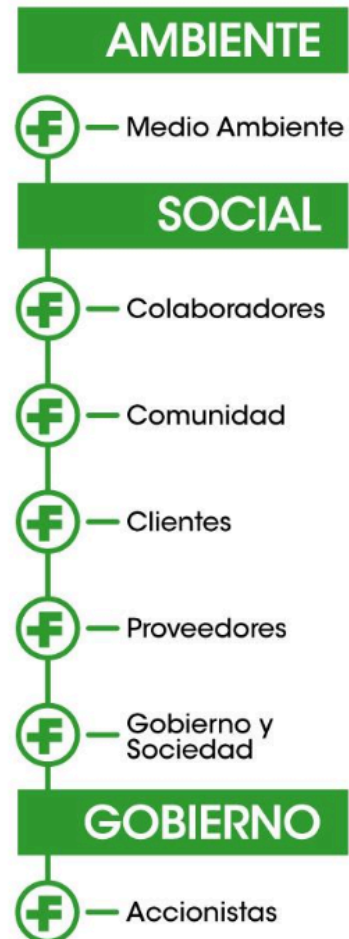 AMBIENTE
Medio Ambiente
SOCIAL
Colaboradores
Comunidad
Clientes
Proveedores
Gobierno y
Sociedad
GOBIERNO
Accionistas